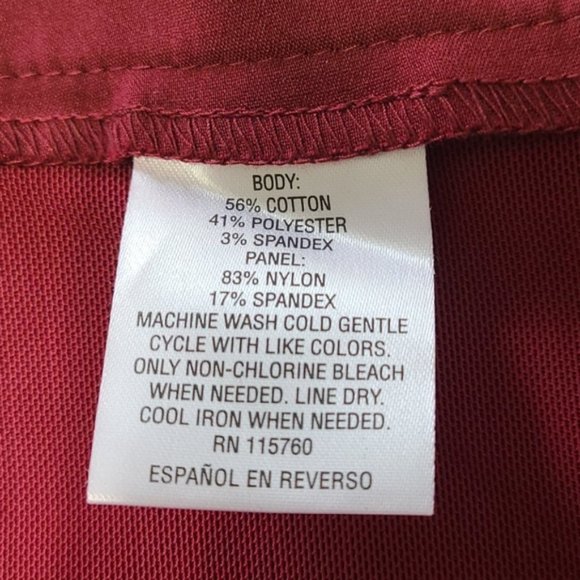 BODY:
56% COTTON
41% POLYESTER
3% SPANDEX
PANEL:
83% NYLON
17% SPANDEX
MACHINE WASH COLD GENTLE
CYCLE WITH LIKE COLORS.
ONLY NON-CHLORINE BLEACH
WHEN NEEDED. LINE DRY.
COOL IRON WHEN NEEDED.
RN 115760
ESPAÑOL EN REVERSO